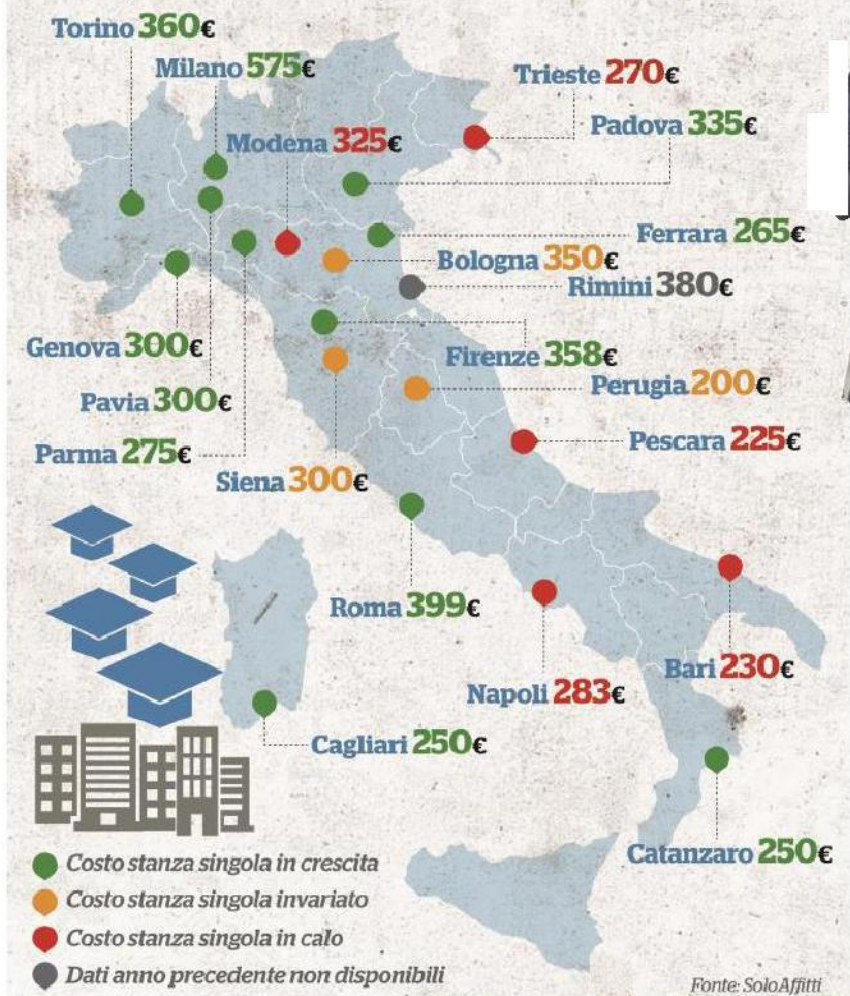 Torino 360€
Milano 575€
Trieste 270€
Padova 335€
Modena 325€
Ferrara 265€
Bologna 350€
Rimini 380€
Genova 300€
Firenze 358€
Perugia 200€
Pavia 300€
Pescara 225€
Parma 275€
Siena 300€
Roma 399€
Bari 230€
Napoli 283€
Cagliari 250€
Catanzaro 250€
Costo stanza singola in crescita
Costo stanza singola invariato
Costo stanza singola in calo
Dati anno precedente non disponibili
Fonte: SoloAffitti